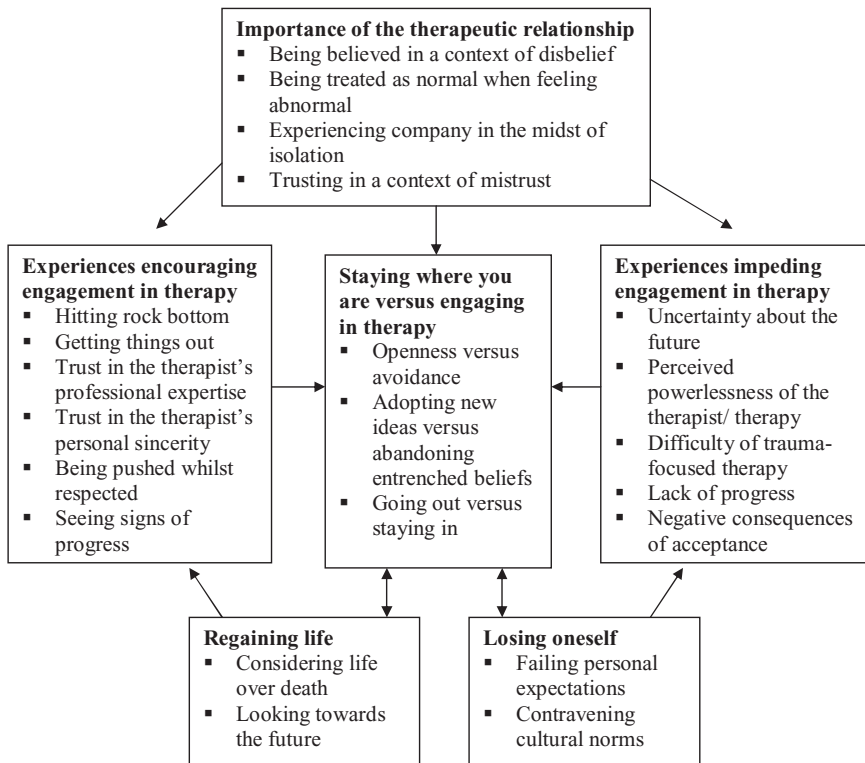 Importance of the therapeutic relationship
▪ Being believed in a context of disbelief
▪ Being treated as normal when feeling
abnormal
▪ Experiencing company in the midst of
isolation
▪ Trusting in a context of mistrust
Experiences encouraging
engagement in therapy
▪ Hitting rock bottom
▪ Getting things out
▪ Trust in the therapist’s
professional expertise
▪ Trust in the therapist’s
personal sincerity
▪ Being pushed whilst
respected
▪ Seeing signs of
progress
Staying where you
are versus engaging
in therapy
▪ Openness versus
avoidance
▪ Adopting new
ideas versus
abandoning
entrenched beliefs
▪ Going out versus
staying in
Experiences impeding
engagement in therapy
▪ Uncertainty about the
future
▪ Perceived
powerlessness of the
therapist/ therapy
▪ Difficulty of trauma-
focused therapy
▪ Lack of progress
▪ Negative consequences
of acceptance
Regaining life
▪ Considering life
over death
▪ Looking towards
the future
Losing oneself
▪ Failing personal
expectations
▪ Contravening
cultural norms